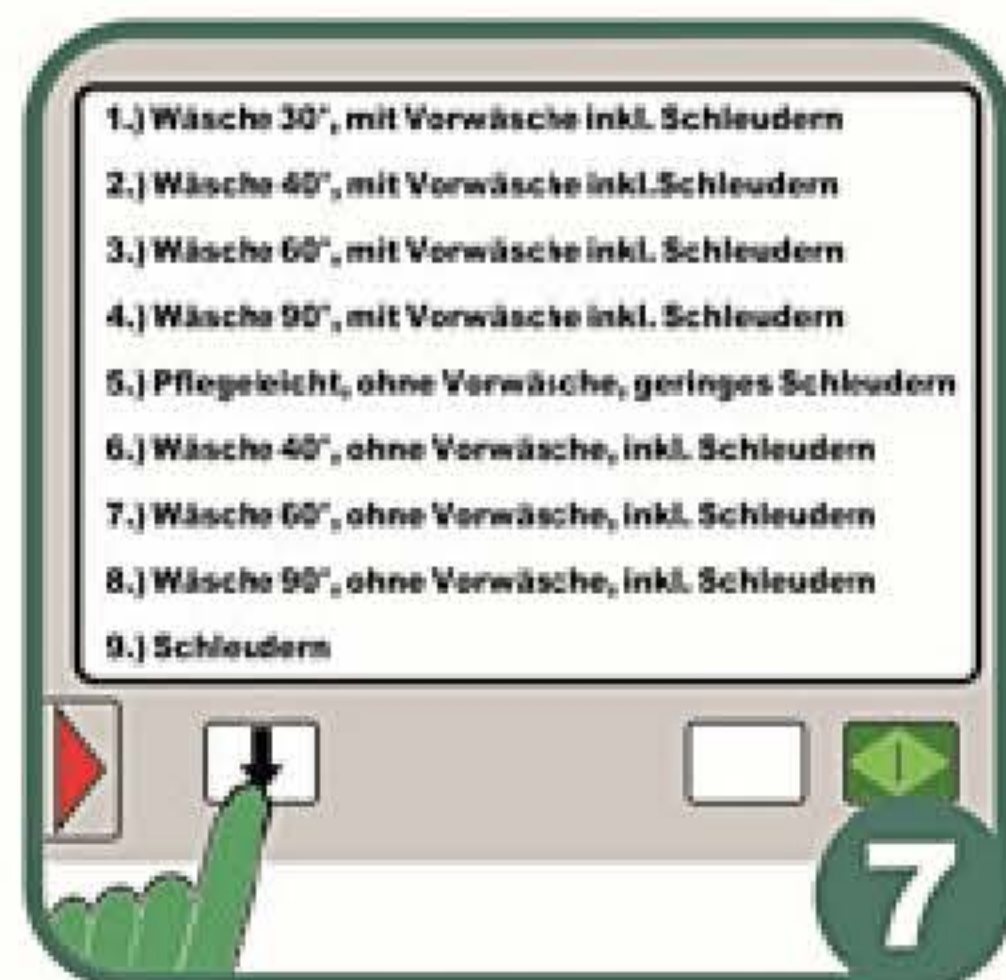 1.) Wäsche 30°, mit Vorwäsche inkl. Schleudern
2.) Wäsche 40°, mit Vorwäsche inkl.Schleudern
3.) Wäsche 60°, mit Vorwäsche inkl. Schleudern
4.) Wäsche 90°, mit Vorwäsche inkl. Schleudern
5.) Pflegeleicht, ohne Vorwäsche, geringes Schleudern
6.) Wäsche 40°, ohne Vorwäsche, inkl. Schleudern
7.) Wäsche 60°, ohne Vorwäsche, inkl. Schleudern
8.) Wäsche 90°, ohne Vorwäsche, inkl. Schleudern
9.) Schleudern
7